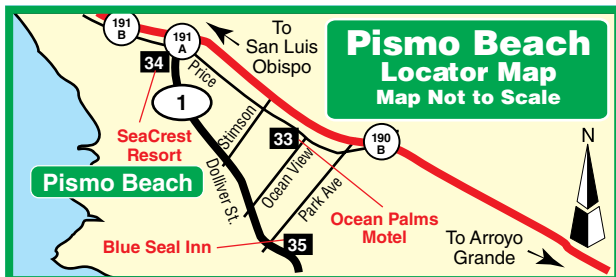 191
B
191
A
To
San Luis
Obispo
Pismo Beach
Locator Map
Map Not to Scale
34
Price
1
Stimson
33
190
B
N
SeaCrest
Resort
Pismo Beach
Dolliver St.
Ocean View
Park Ave
Ocean Palms
Motel
Blue Seal Inn
35
To Arroyo
Grande